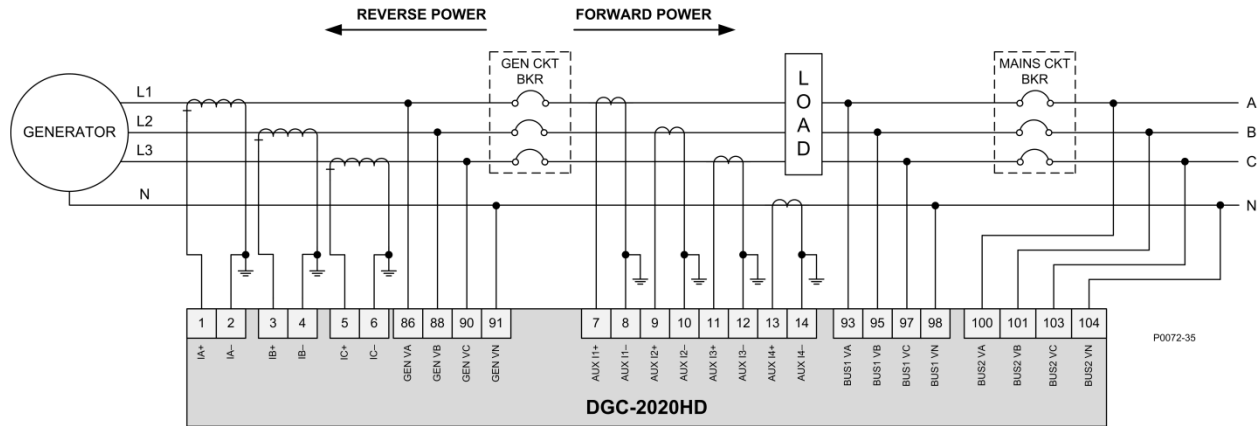 REVERSE POWER
FORWARD POWER
GEN CKT
BKR
LOAD
MAINS CKT
BKR
GENERATOR
L1
L2
L3
N
A
B
C
N
1 2 3 4 5 6 86 88 90 91 7 8 9 10 11 12 13 14 93 95 97 98 100 101 103 104
IA+
IA–
IB+
IB–
IC+
IC–
GEN VA
GEN VB
GEN VC
GEN VN
AUX I1+
AUX I1–
AUX I2+
AUX I2–
AUX I3+
AUX I3–
AUX I4+
AUX I4–
BUS1 VA
BUS1 VB
BUS1 VC
BUS1 VN
BUS2 VA
BUS2 VB
BUS2 VC
BUS2 VN
P0072-35
DGC-2020HD